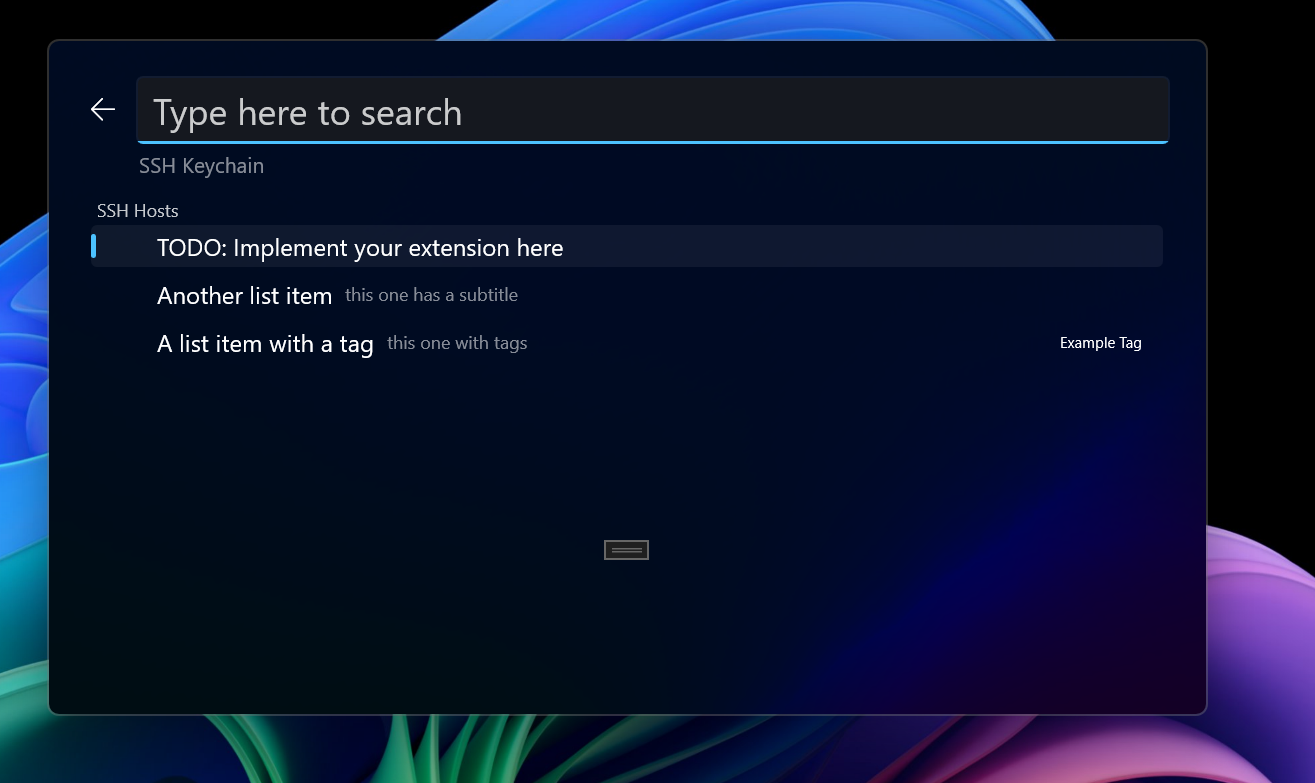 Type here to search
SSH Keychain
SSH Hosts
TODO: Implement your extension here
Another list item this one has a subtitle
A list item with a tag this one with tags Example Tag